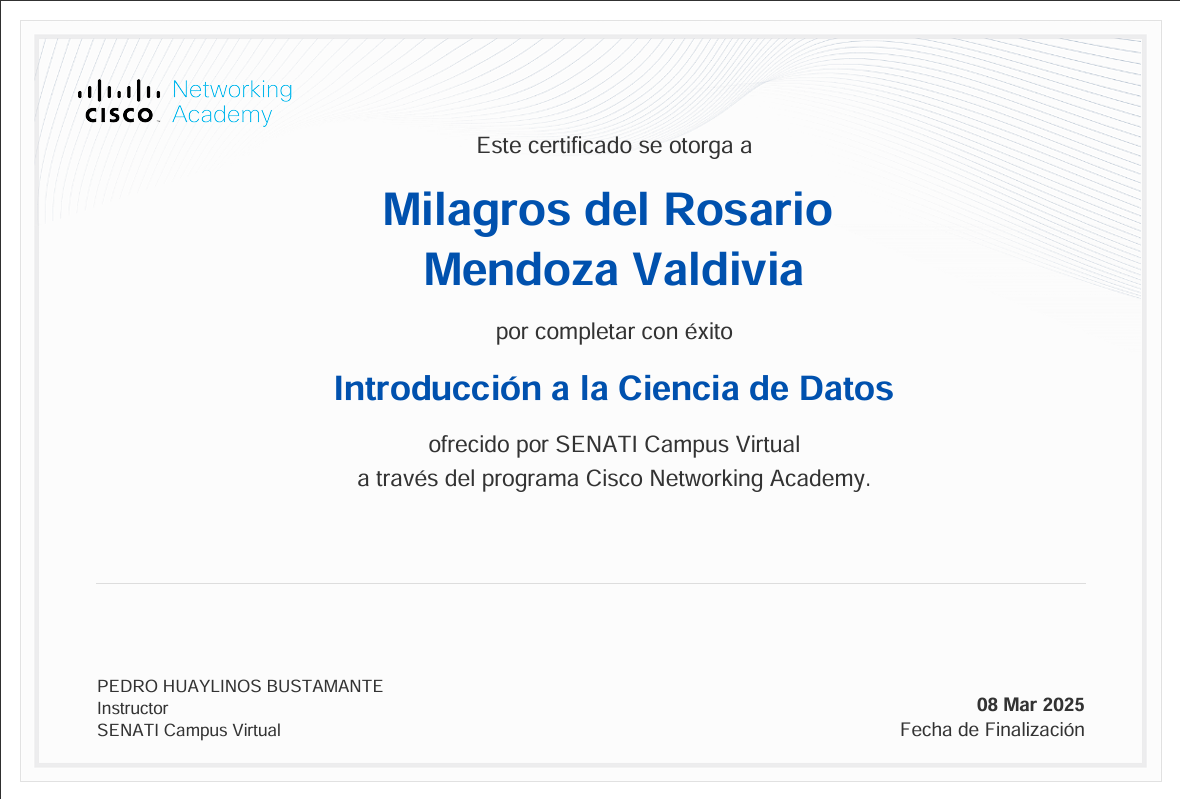 Networking
CISCO Academy
Este certificado se otorga a
Milagros del Rosario
Mendoza Valdivia
por completar con éxito
Introducción a la Ciencia de Datos
ofrecido por SENATI Campus Virtual
a través del programa Cisco Networking Academy.
PEDRO HUAYLINOS BUSTAMANTE
Instructor
SENATI Campus Virtual
08 Mar 2025
Fecha de Finalización